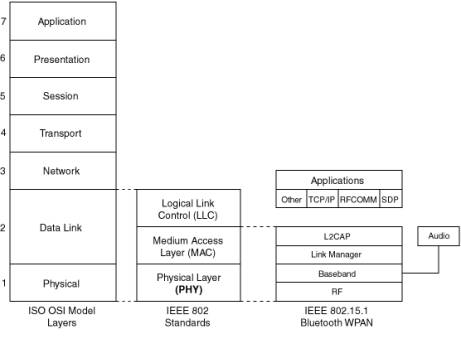 7 Application
6 Presentation
5 Session
4 Transport
3 Network
2 Data Link
1 Physical
ISO OSI Model
Layers
Logical Link
Control (LLC)
Medium Access
Layer (MAC)
Physical Layer
(PHY)
IEEE 802
Standards
Applications
Other TCP/IP RFCOMM SDP
L2CAP
Link Manager
Baseband
RF
Audio
IEEE 802.15.1
Bluetooth WPAN